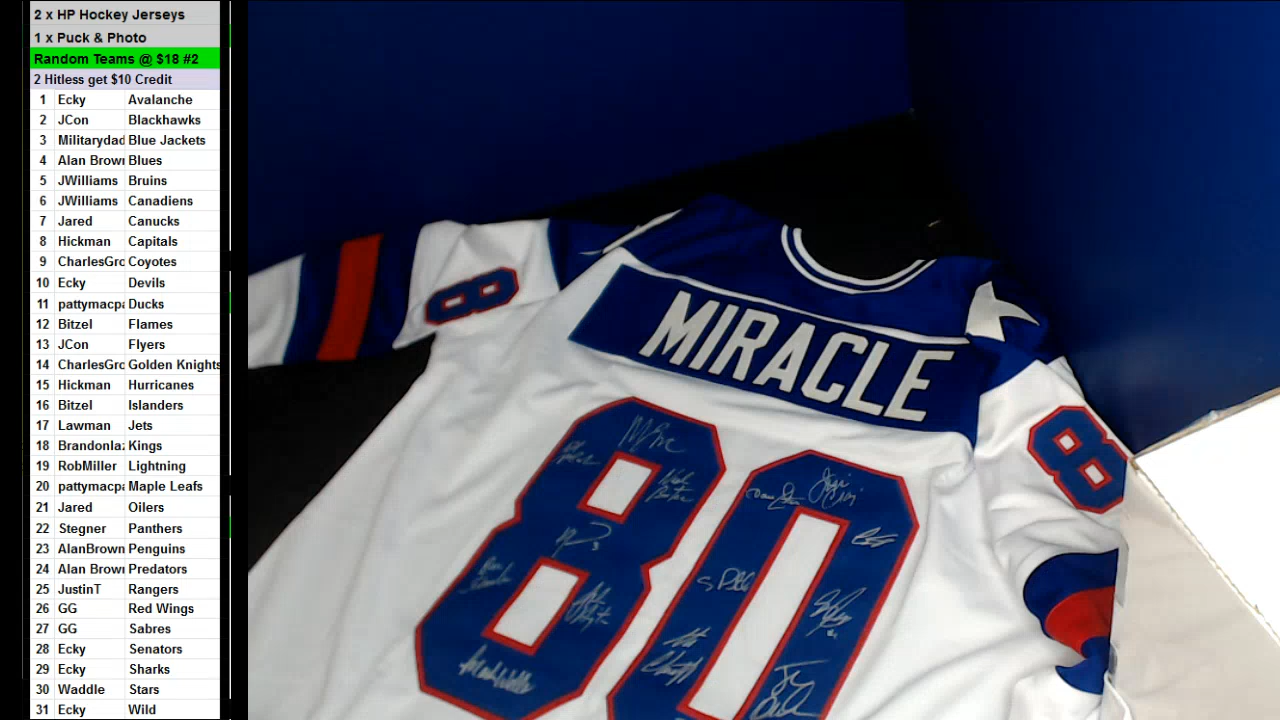 2 x HP Hockey Jerseys
1 x Puck & Photo
Random Teams @ $18 #2
2 Hitless get $10 Credit
1 Ecky Avalanche
2 JCon Blackhawks
3 Militarydad Blue Jackets
4 Alan Brown Blues
5 JWilliams Bruins
6 JWilliams Canadiens
7 Jared Canucks
8 Hickman Capitals
9 CharlesGro Coyotes
10 Ecky Devils
11 pattymacpa Ducks
12 Bitzel Flames
13 JCon Flyers
14 CharlesGro Golden Knights
15 Hickman Hurricanes
16 Bitzel Islanders
17 Lawman Jets
18 Brandonlaz Kings
19 RobMiller Lightning
20 pattymacpa Maple Leafs
21 Jared Oilers
22 Stegner Panthers
23 AlanBrown Penguins
24 Alan Brown Predators
25 JustinT Rangers
26 GG Red Wings
27 GG Sabres
28 Ecky Senators
29 Ecky Sharks
30 Waddle Stars
31 Ecky Wild
MIRACLE
80
8
8